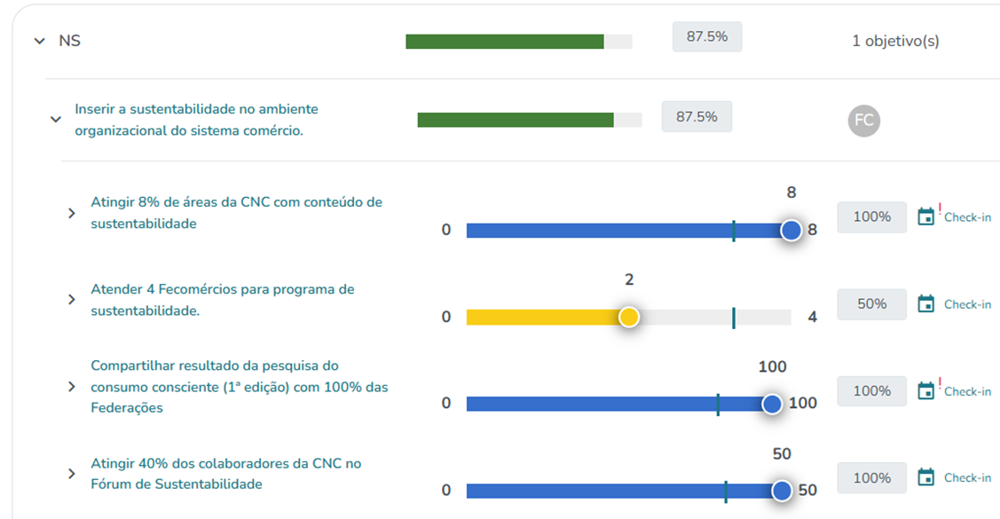 NS
87.5%
1 objetivo(s)
Inserir a sustentabilidade no ambiente
organizacional do sistema comércio.
87.5%
FC
Atingir 8% de áreas da CNC com conteúdo de
sustentabilidade
0
8
8
100%
! Check-in
Atender 4 Fecomércios para programa de
sustentabilidade.
0
2
4
50%
Check-in
Compartilhar resultado da pesquisa do
consumo consciente (1ª edição) com 100% das
Federações
0
100
100
100%
! Check-in
Atingir 40% dos colaboradores da CNC no
Fórum de Sustentabilidade
0
50
50
100%
Check-in